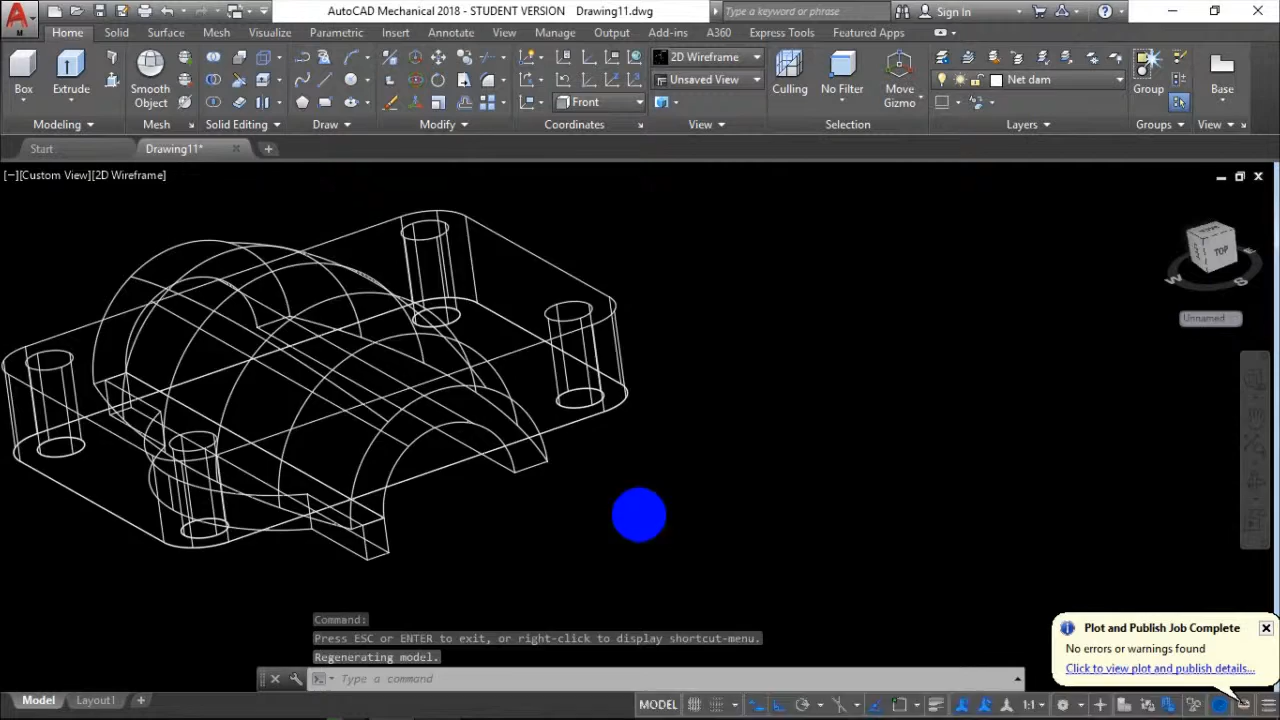 AutoCAD Mechanical 2018 - STUDENT VERSION Drawing11.dwg
Type a keyword or phrase
Sign In
Home Solid Surface Mesh Visualize Parametric Insert Annotate View Manage Output Add-ins A360 Express Tools Featured Apps
2D Wireframe
Unsaved View
Net dam
Front
Box Extrude Smooth Object Culling No Filter Move Gizmo Group Base
Modeling Mesh Solid Editing Draw Modify Coordinates View Selection Layers Groups View
Start Drawing11*
[−][Custom View][2D Wireframe]
TOP
W S E
Unnamed
Command:
Press ESC or ENTER to exit, or right-click to display shortcut-menu.
Regenerating model.
Type a command
Plot and Publish Job Complete
No errors or warnings found
Click to view plot and publish details...
Model Layout1
MODEL 1:1